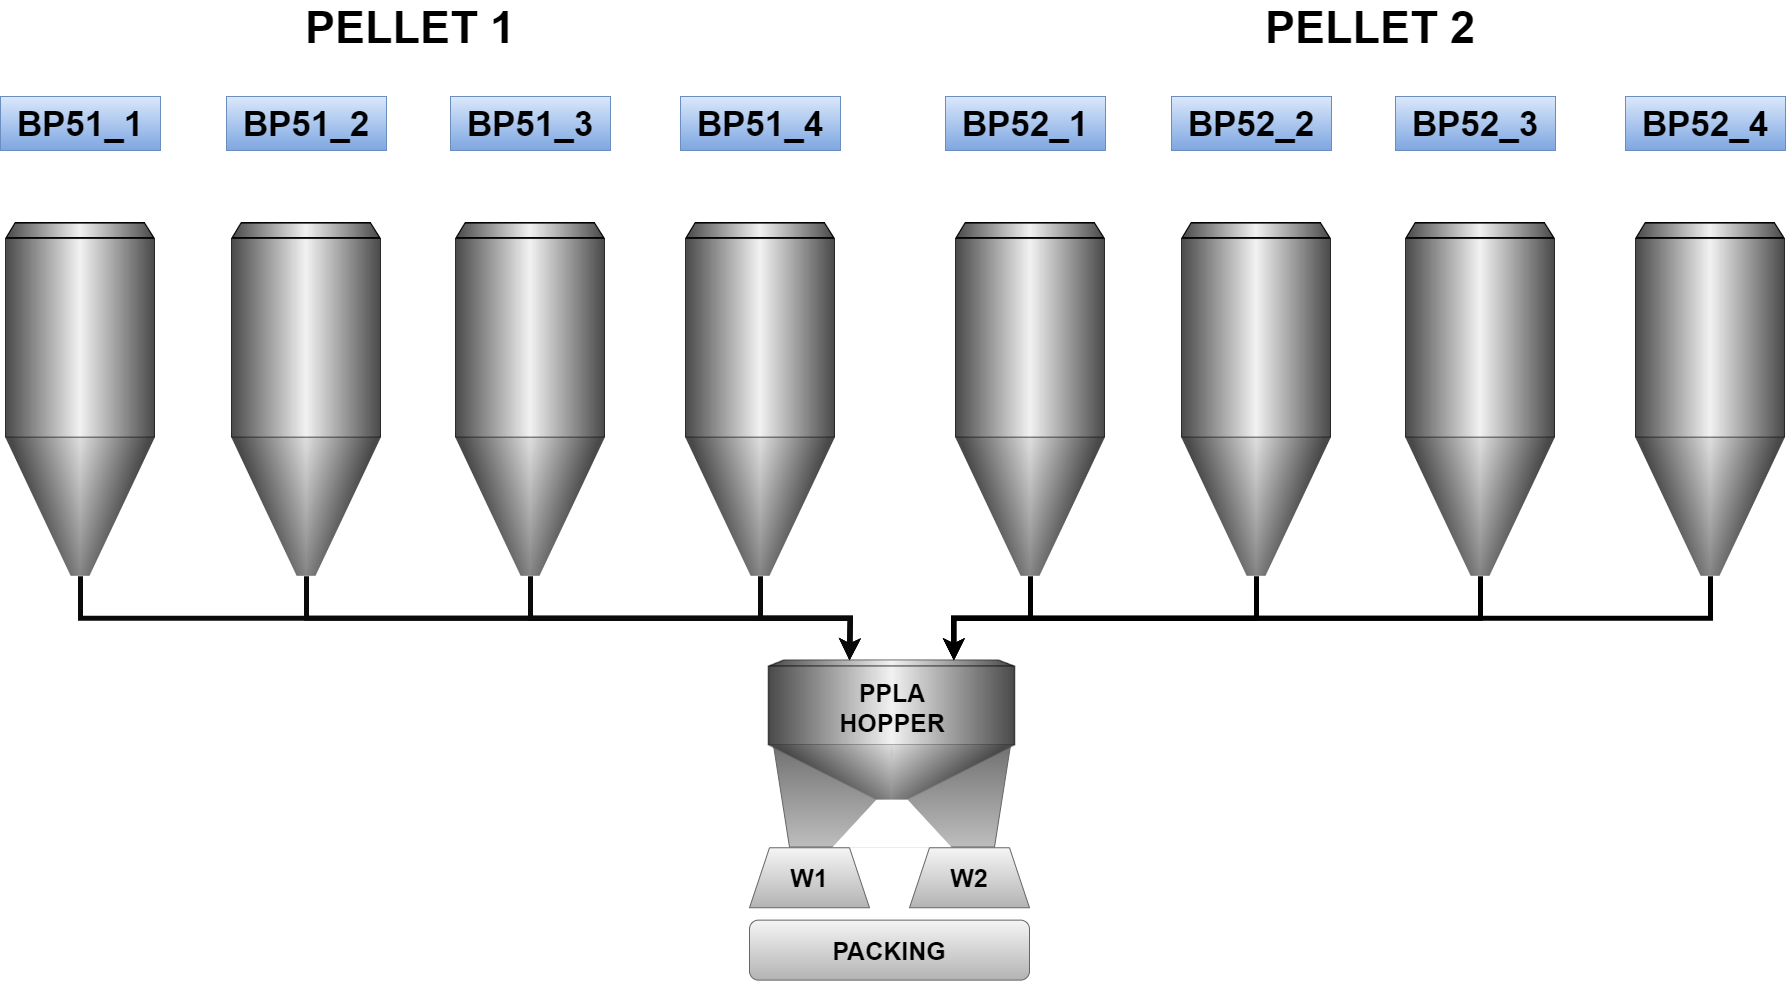 PELLET 1
PELLET 2
BP51_1
BP51_2
BP51_3
BP51_4
BP52_1
BP52_2
BP52_3
BP52_4
PPLA
HOPPER
W1
W2
PACKING